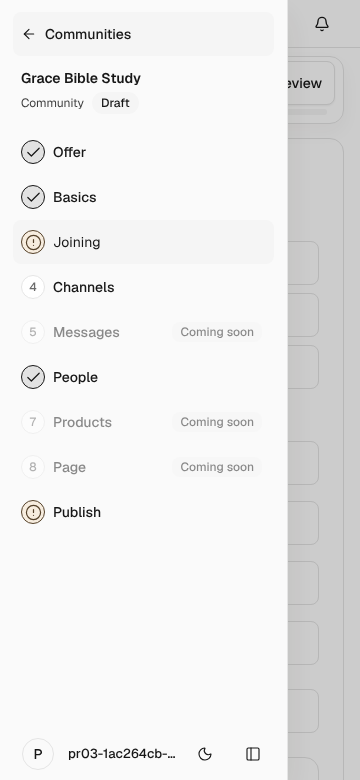 Communities
Grace Bible Study
Community Draft
eview
Offer
Basics
Joining
4 Channels
5 Messages Coming soon
People
7 Products Coming soon
8 Page Coming soon
Publish
P pr03-1ac264cb-...